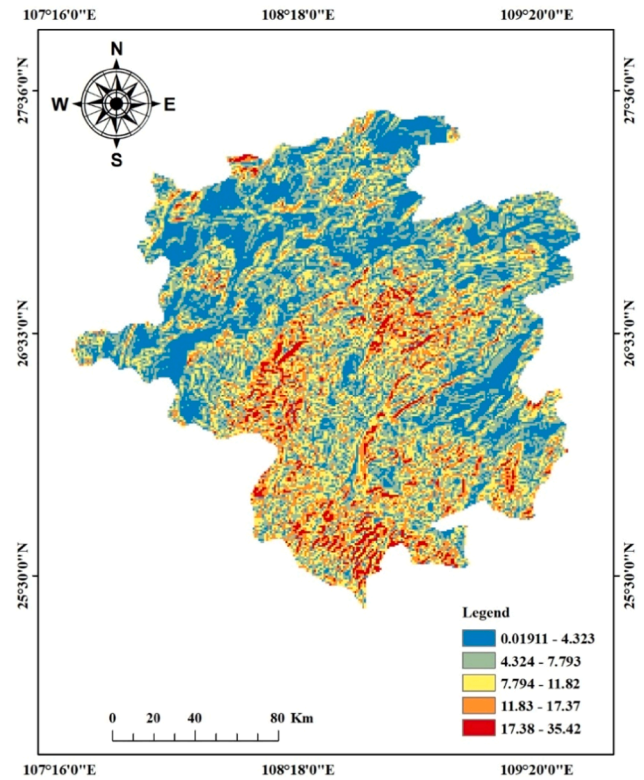 107°16'0"E 108°18'0"E 109°20'0"E
27°36'0"N 27°36'0"N
N
W E
S
26°33'0"N 26°33'0"N
25°30'0"N 25°30'0"N
Legend
0.01911 - 4.323
4.324 - 7.793
7.794 - 11.82
11.83 - 17.37
17.38 - 35.42
0 20 40 80 Km
107°16'0"E 108°18'0"E 109°20'0"E